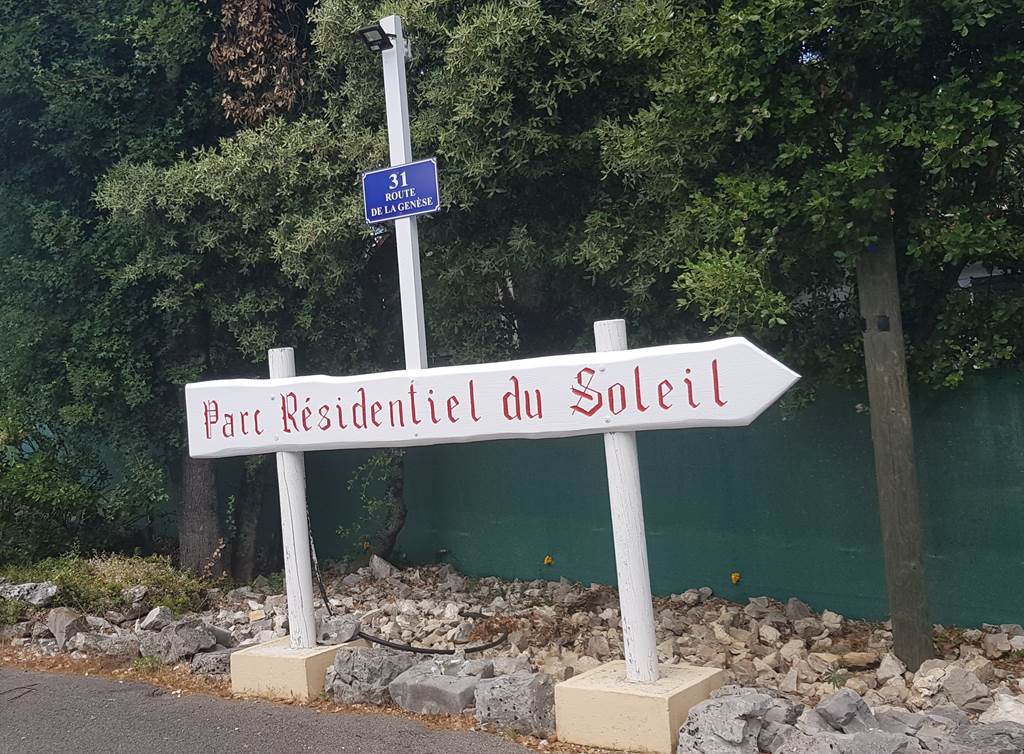 31
ROUTE
DE LA GENÈSE
Parc Résidentiel du Soleil